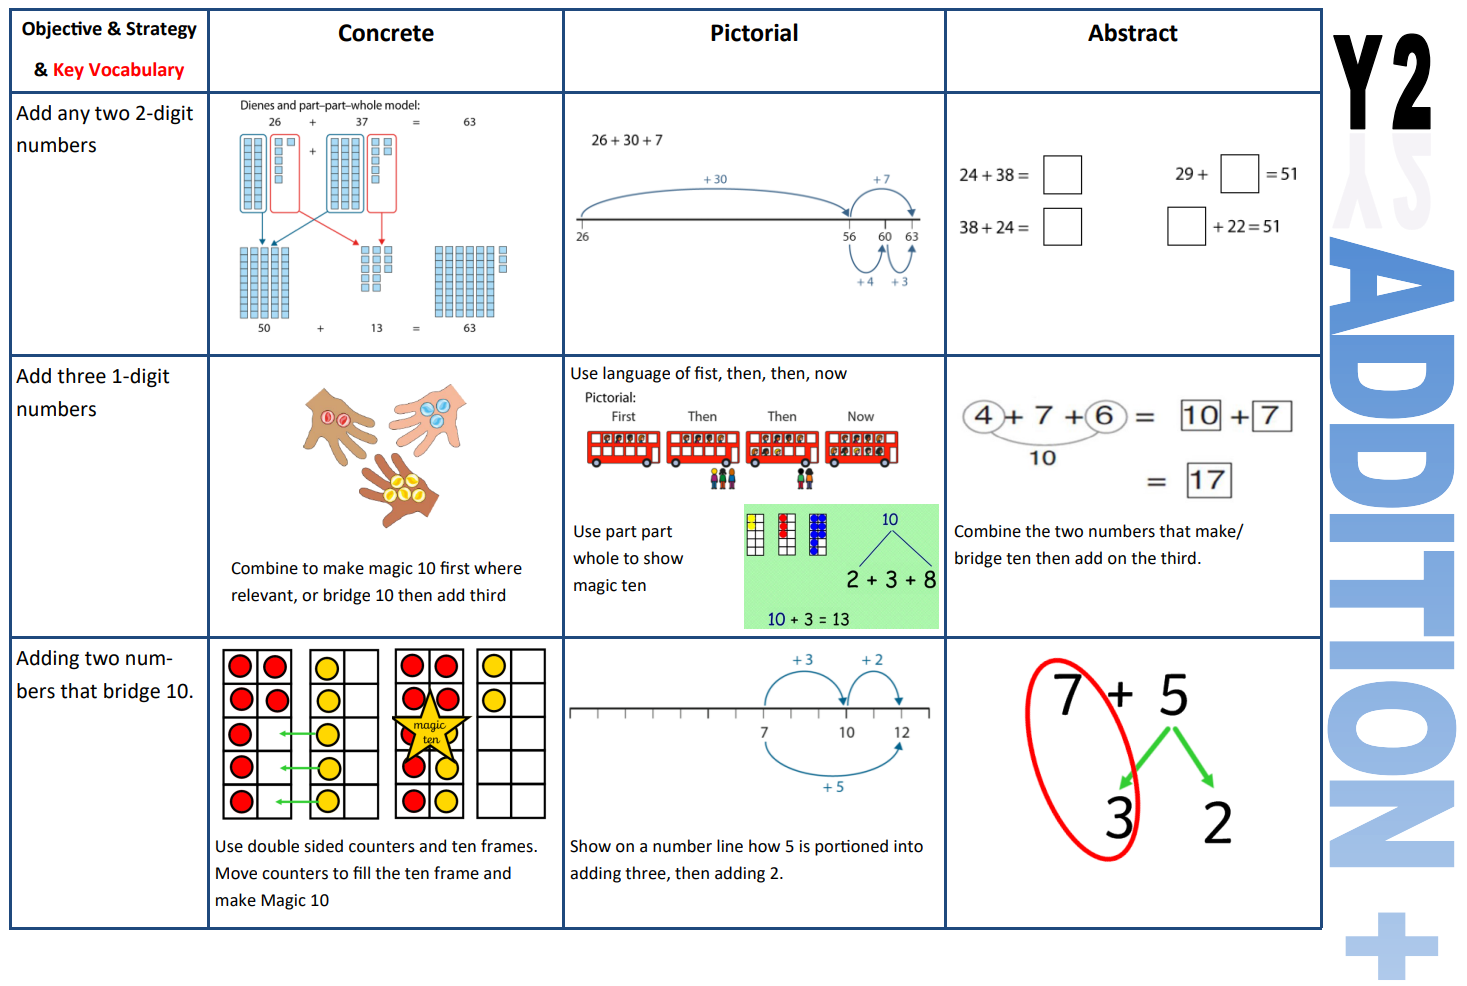 Objective & Strategy
& Key Vocabulary
Concrete
Pictorial
Abstract
Y2
ADDITION +
Add any two 2-digit
numbers
Dienes and part–part–whole model:
26 + 37 = 63
+
50 + 13 = 63
26 + 30 + 7
+ 30
+ 7
26
56
60
63
+ 4
+ 3
24 + 38 =
29 + = 51
38 + 24 =
+ 22 = 51
Add three 1-digit
numbers
Combine to make magic 10 first where
relevant, or bridge 10 then add third
Use language of fist, then, then, now
Pictorial:
First Then Then Now
Use part part
whole to show
magic ten
10
2 + 3 + 8
10 + 3 = 13
4 + 7 + 6 = 10 + 7
10
= 17
Combine the two numbers that make/
bridge ten then add on the third.
Adding two num-
bers that bridge 10.
magic
ten
Use double sided counters and ten frames.
Move counters to fill the ten frame and
make Magic 10
+ 3
+ 2
7
10
12
+ 5
Show on a number line how 5 is portioned into
adding three, then adding 2.
7 + 5
3 2